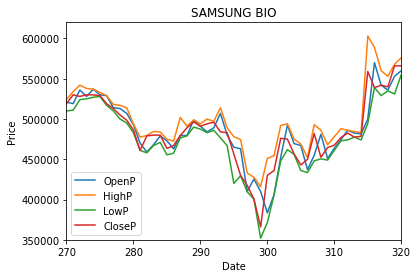 SAMSUNG BIO
600000
550000
500000
450000
400000
350000
Price
OpenP
HighP
LowP
CloseP
270 280 290 300 310 320
Date